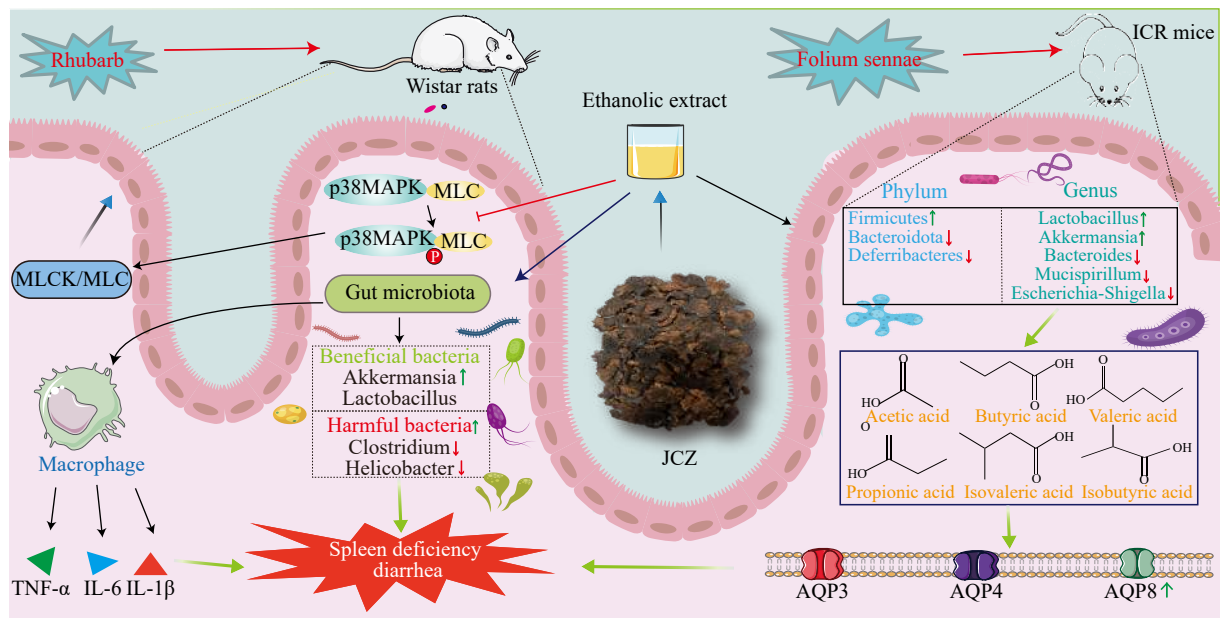 Rhubarb
Wistar rats
Ethanolic extract
Folium sennae
ICR mice
p38MAPK MLC
p38MAPK MLC
P
MLCK/MLC
Gut microbiota
Beneficial bacteria
Akkermansia↑
Lactobacillus
Harmful bacteria↑
Clostridium↓
Helicobacter↓
Macrophage
TNF-α IL-6 IL-1β
Spleen deficiency
diarrhea
JCZ
Phylum
Firmicutes↑
Bacteroidota↓
Deferribacteres↓
Genus
Lactobacillus↑
Akkermansia↑
Bacteroides↓
Mucispirillum↓
Escherichia-Shigella↓
O
HO
Acetic acid
OH
O
Butyric acid
O
HO
Valeric acid
O
HO
Propionic acid
OH
O
Isovaleric acid
OH
O
Isobutyric acid
AQP3
AQP4
AQP8↑